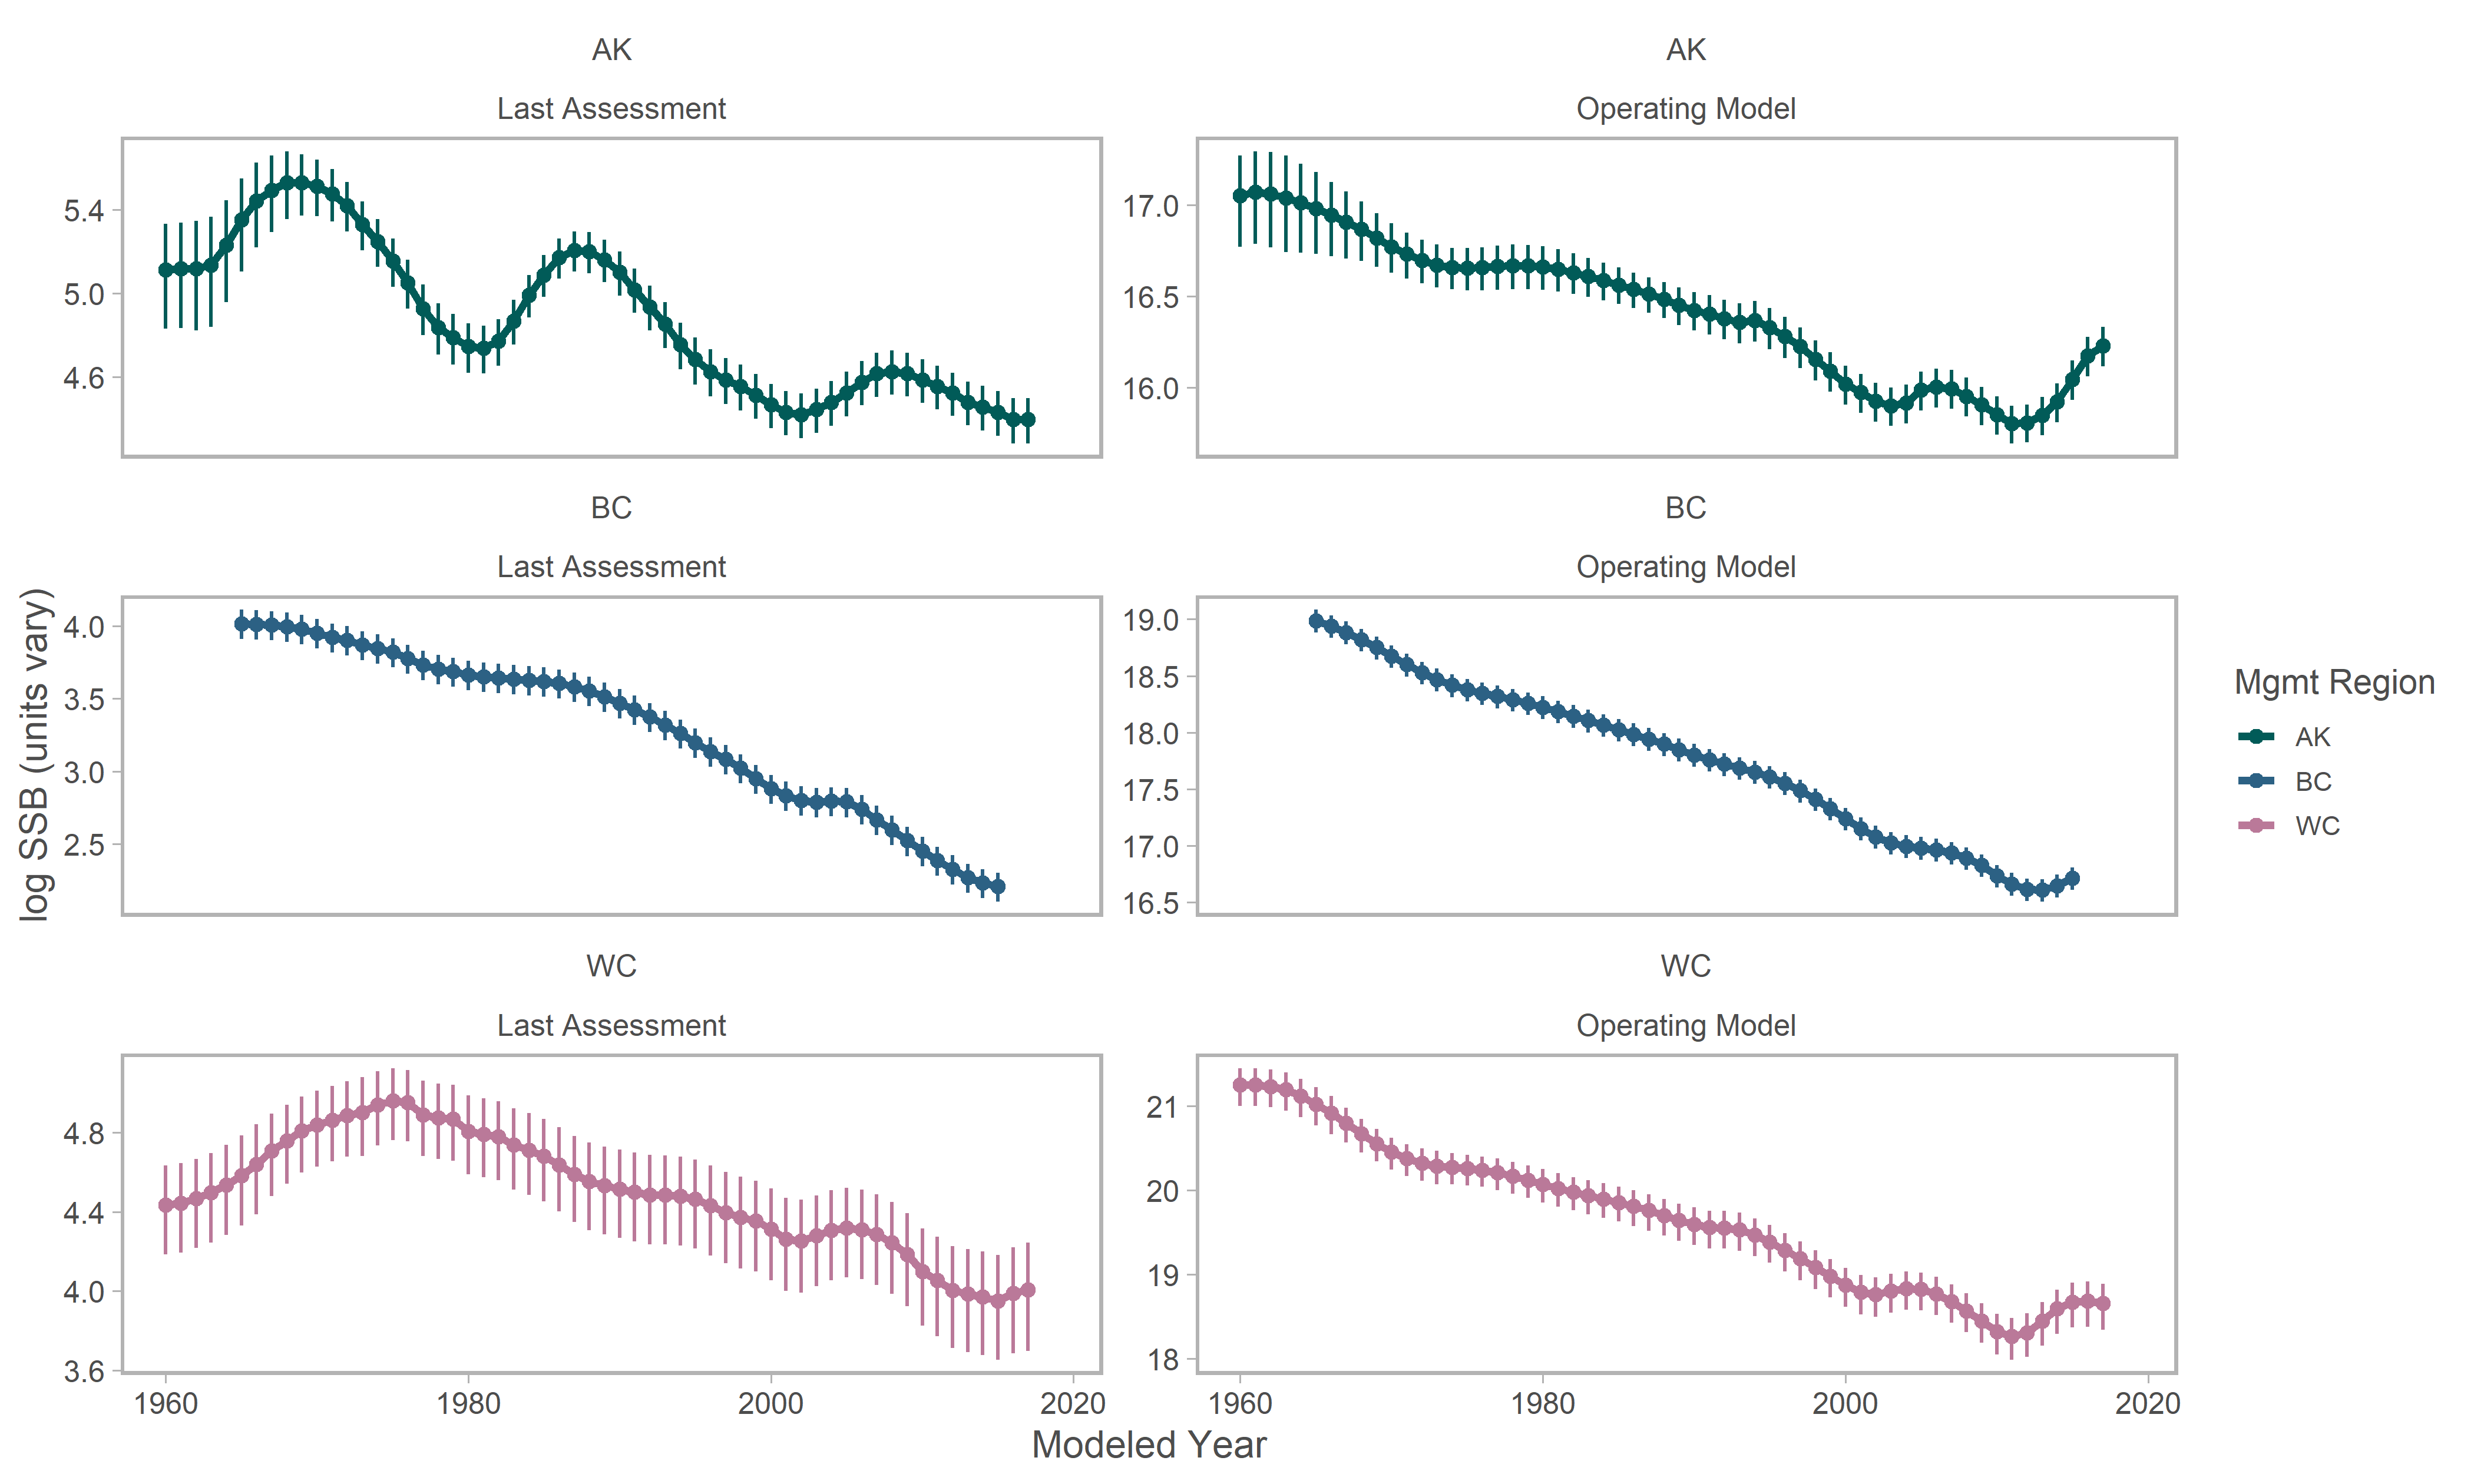 AK
Last Assessment
5.4
5.0
4.6
AK
Operating Model
17.0
16.5
16.0
BC
Last Assessment
4.0
3.5
3.0
2.5
BC
Operating Model
19.0
18.5
18.0
17.5
17.0
16.5
WC
Last Assessment
4.8
4.4
4.0
3.6
1960 1980 2000 2020
WC
Operating Model
21
20
19
18
1960 1980 2000 2020
log SSB (units vary)
Modeled Year
Mgmt Region
AK
BC
WC